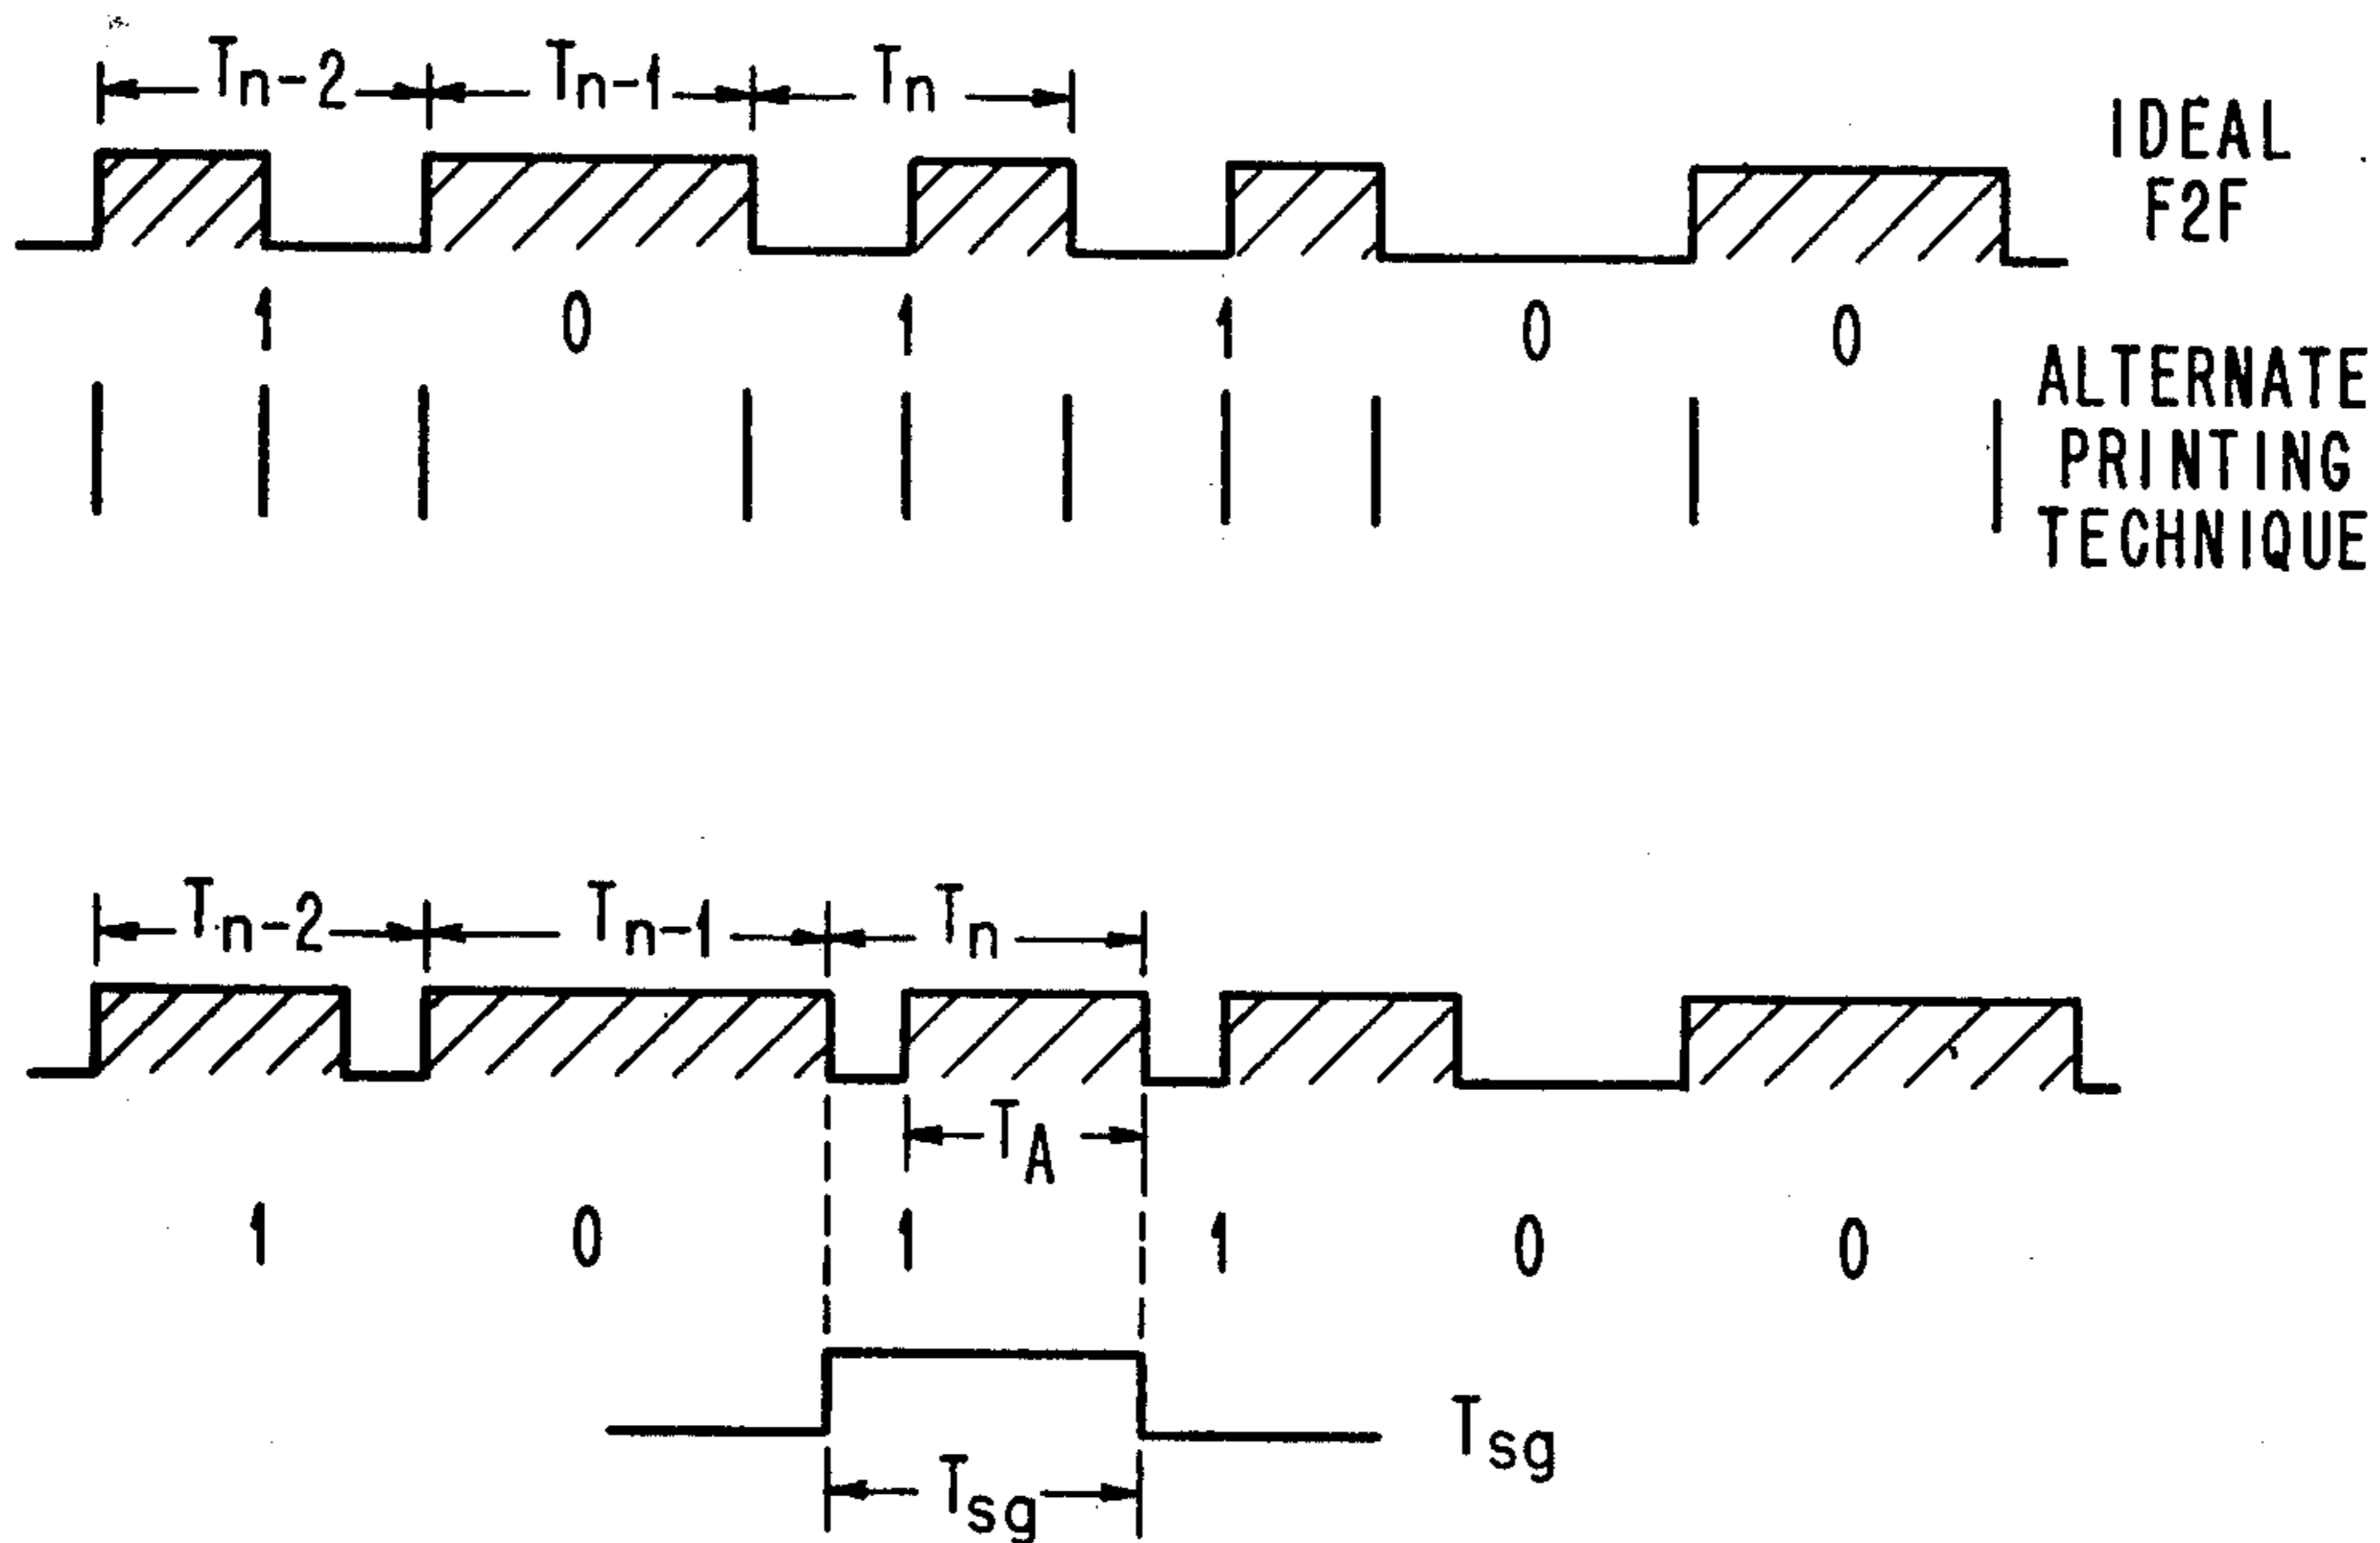 Tn-2 Tn-1 Tn
IDEAL
F2F
1 0 1 1 0 0
ALTERNATE
PRINTING
TECHNIQUE
Tn-2 Tn-1 Tn
TA
1 0 1 1 0 0
Tsg
Tsg